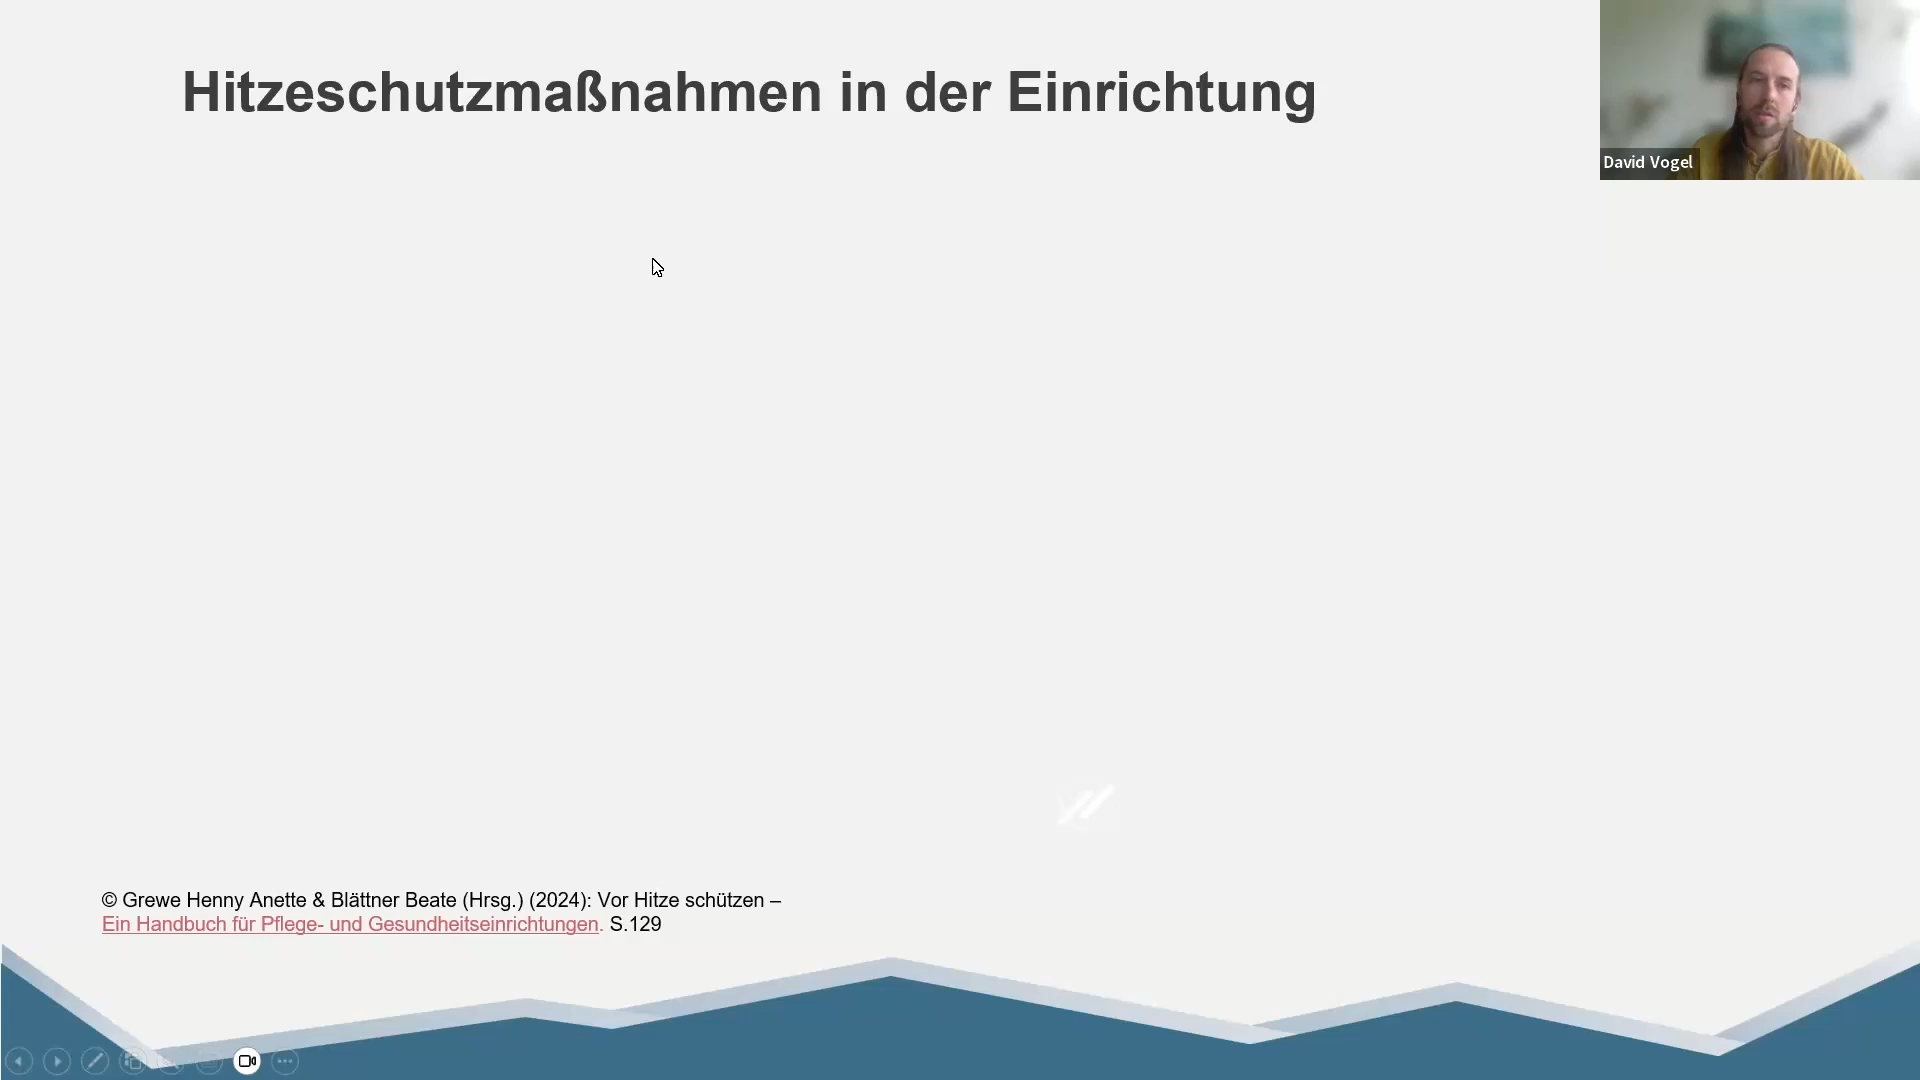 Hitzeschutzmaßnahmen in der Einrichtung
David Vogel
© Grewe Henny Anette & Blättner Beate (Hrsg.) (2024): Vor Hitze schützen –
Ein Handbuch für Pflege- und Gesundheitseinrichtungen. S.129